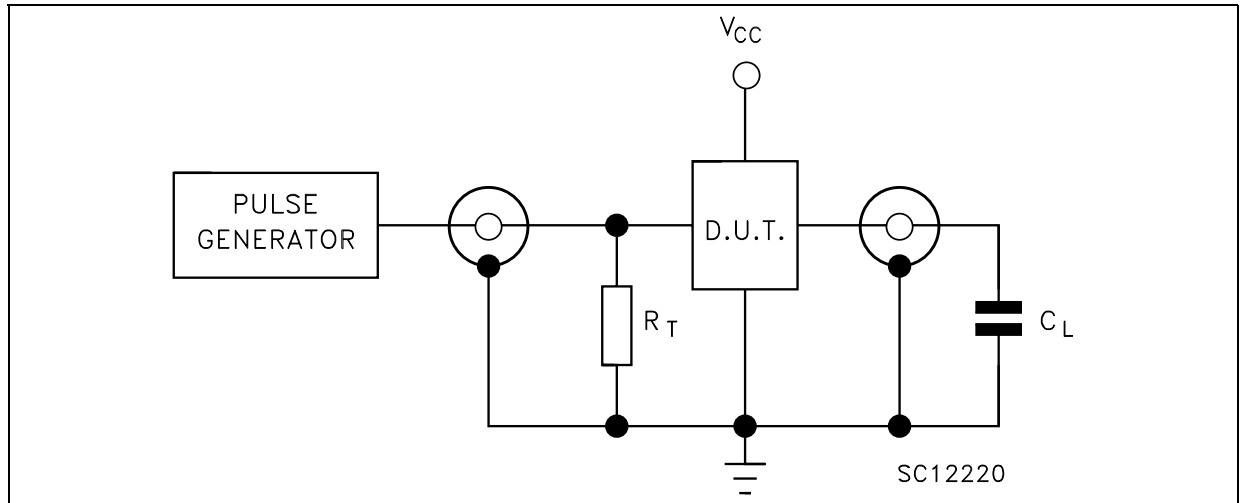 VCC
PULSE
GENERATOR
D.U.T.
RT
CL
SC12220